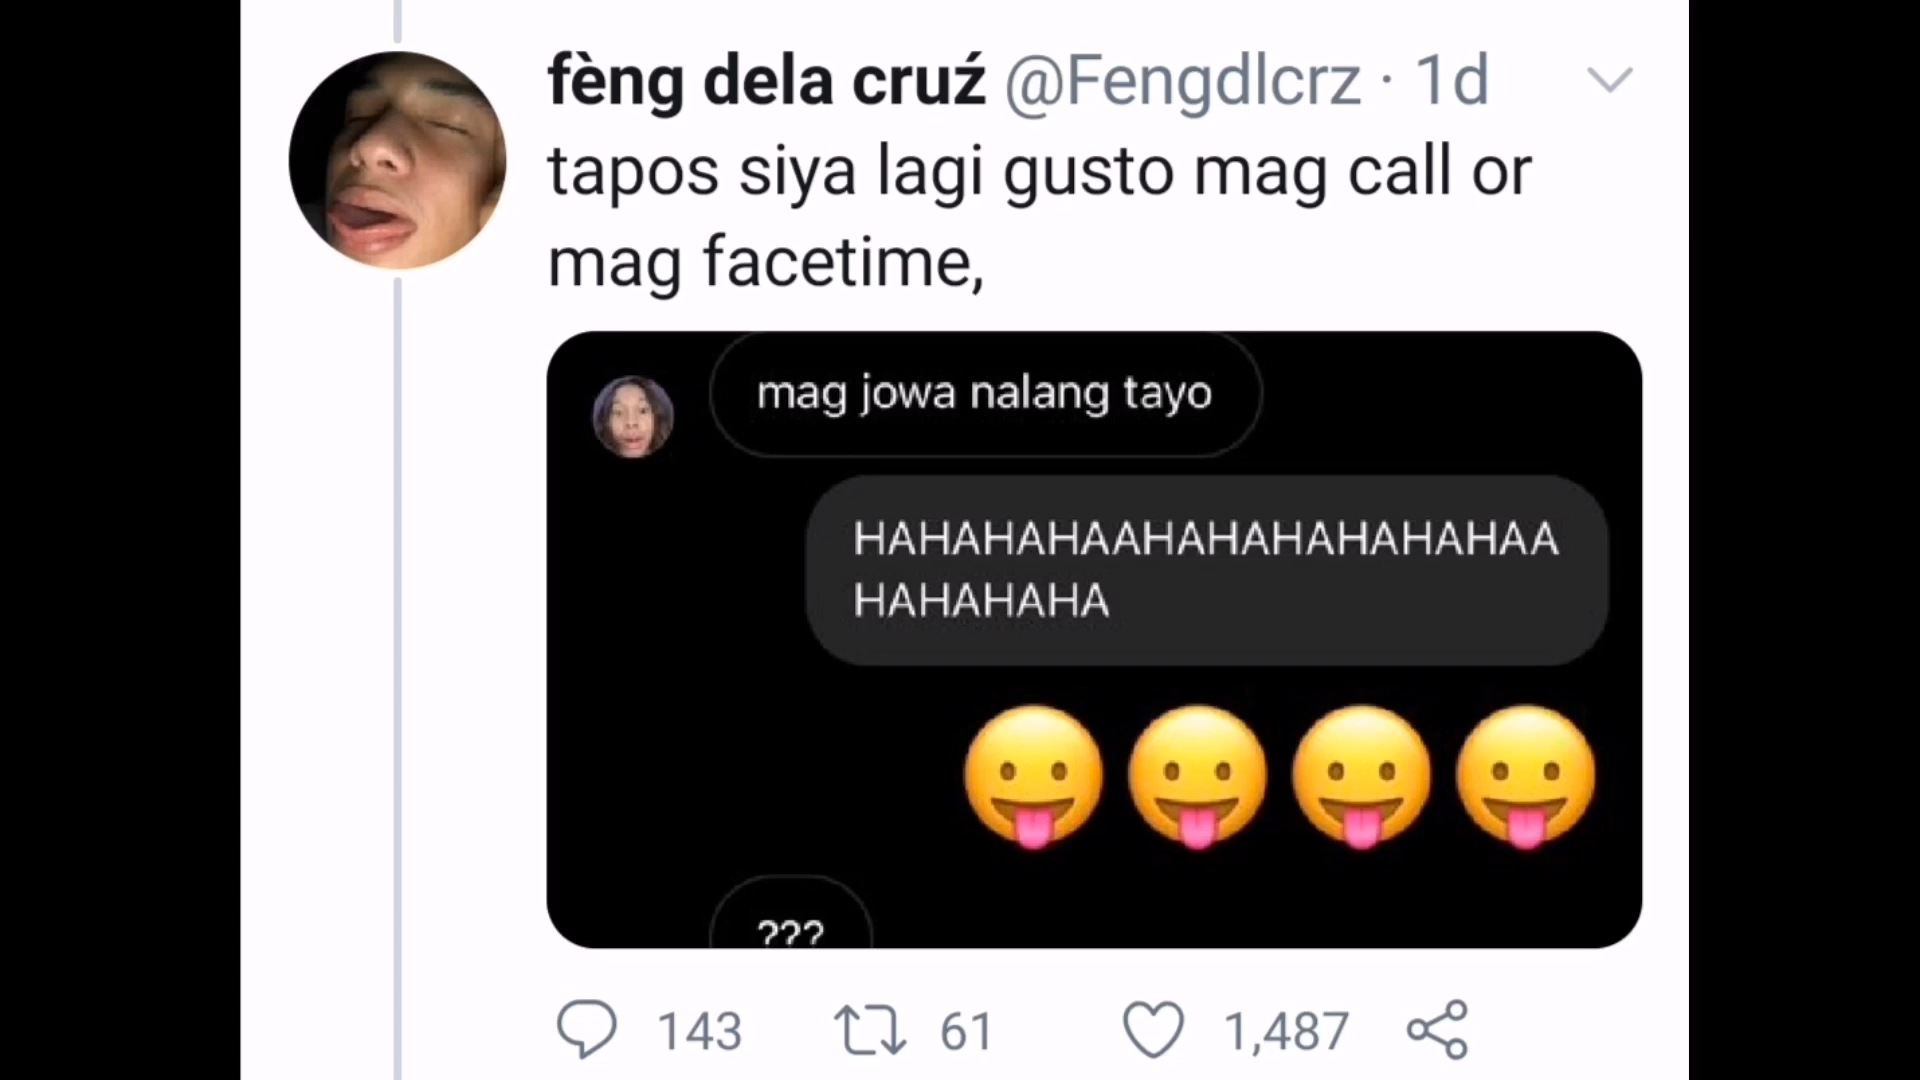 fèng dela cruź @Fengdlcrz · 1d
tapos siya lagi gusto mag call or
mag facetime,
mag jowa nalang tayo
HAHAHAHAAHAHAHAHAHAHAA
HAHAHAHA
😛😛😛😛
???
143 61 1,487